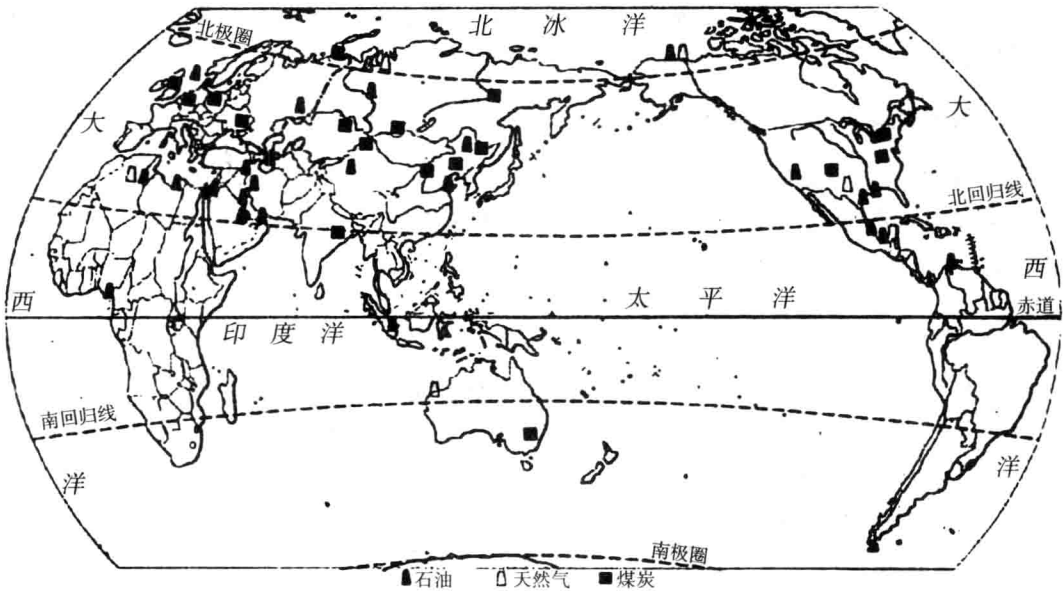 北冰洋
北极圈
大
大
北回归线
西
西
太平洋
赤道
印度洋
南回归线
洋
洋
南极圈
石油 天然气 煤炭